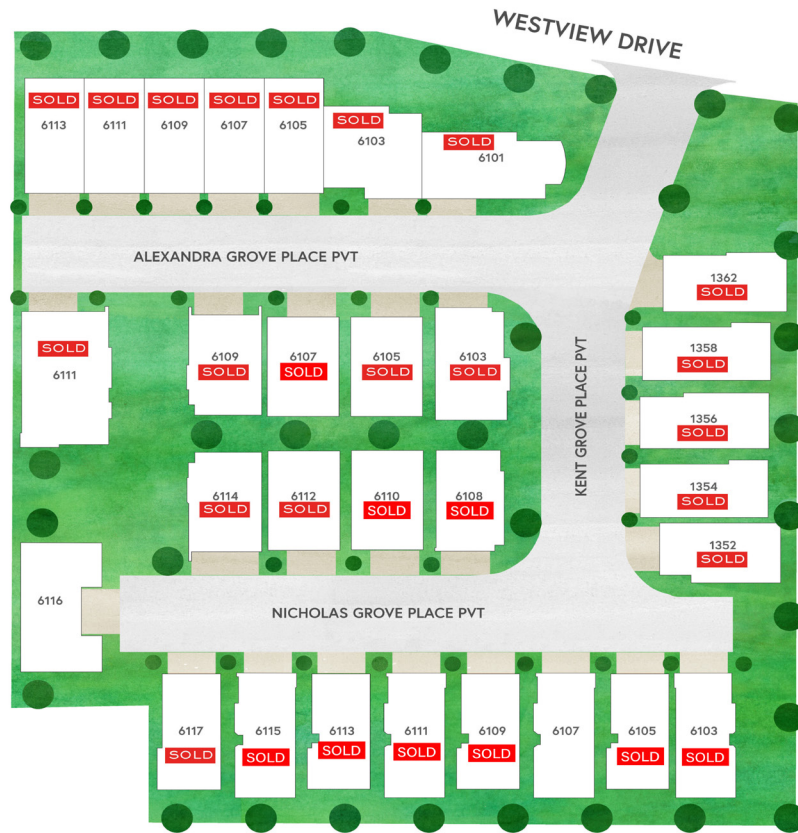 WESTVIEW DRIVE
SOLD
6113
SOLD
6111
SOLD
6109
SOLD
6107
SOLD
6105
SOLD
6103
SOLD
6101
ALEXANDRA GROVE PLACE PVT
SOLD
6111
6109
SOLD
6107
SOLD
6105
SOLD
6103
SOLD
KENT GROVE PLACE PVT
1362
SOLD
1358
SOLD
1356
SOLD
1354
SOLD
1352
SOLD
6114
SOLD
6112
SOLD
6110
SOLD
6108
SOLD
6116
NICHOLAS GROVE PLACE PVT
6117
SOLD
6115
SOLD
6113
SOLD
6111
SOLD
6109
SOLD
6107
6105
SOLD
6103
SOLD